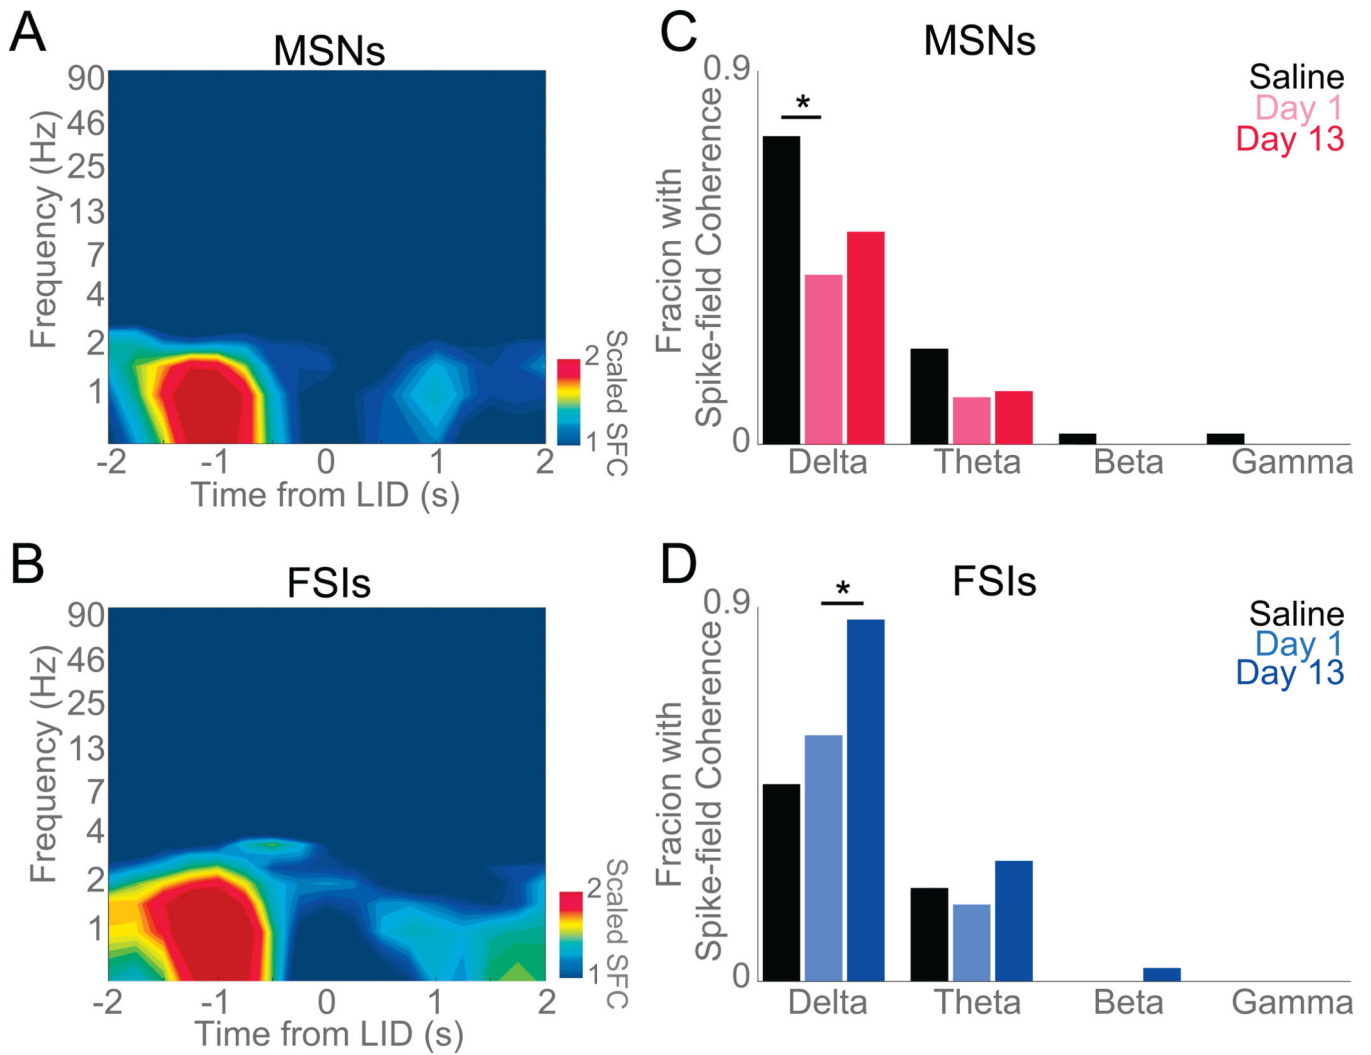 A
MSNs
Frequency (Hz)
90
46
25
13
7
4
2
1
-2
-1
0
1
2
Time from LID (s)
2
1
Scaled SFC
C
MSNs
Fracion with
Spike-field Coherence
0.9
0
*
Saline
Day 1
Day 13
Delta
Theta
Beta
Gamma
B
FSIs
Frequency (Hz)
90
46
25
13
7
4
2
1
-2
-1
0
1
2
Time from LID (s)
2
1
Scaled SFC
D
FSIs
Fracion with
Spike-field Coherence
0.9
0
*
Saline
Day 1
Day 13
Delta
Theta
Beta
Gamma